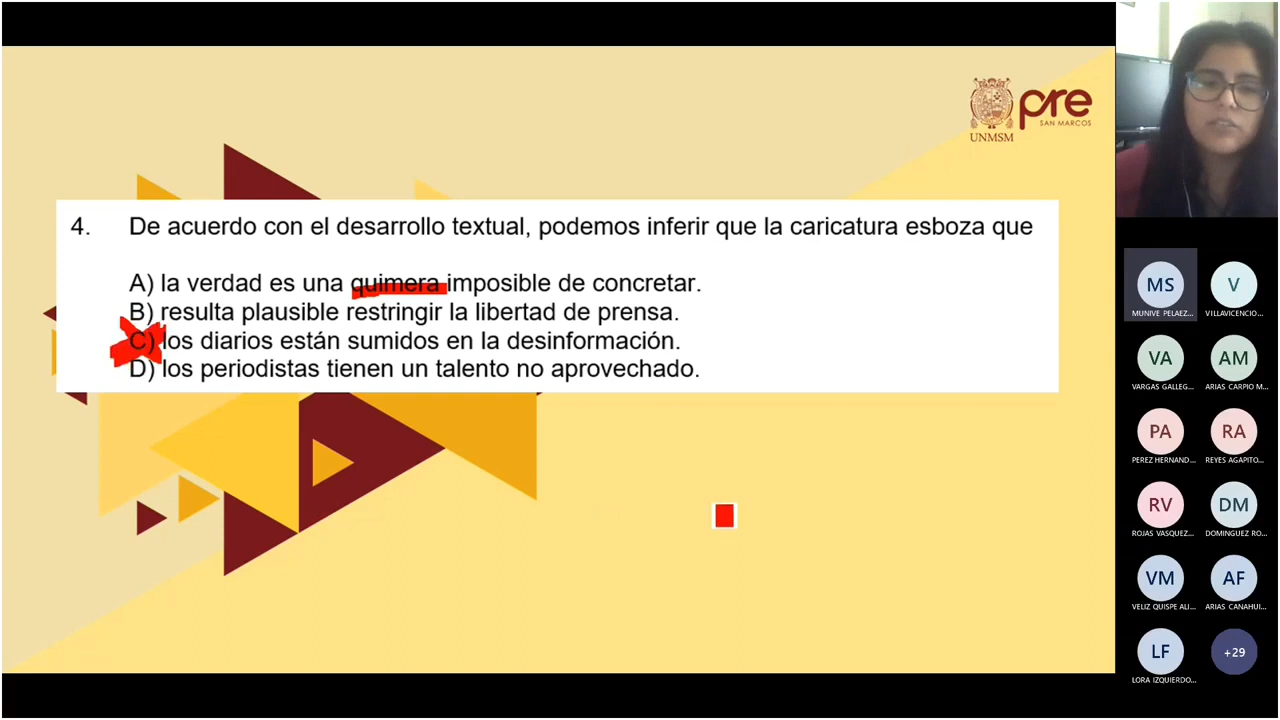 pre
SAN MARCOS
UNMSM
4. De acuerdo con el desarrollo textual, podemos inferir que la caricatura esboza que
A) la verdad es una quimera imposible de concretar.
B) resulta plausible restringir la libertad de prensa.
C) los diarios están sumidos en la desinformación.
D) los periodistas tienen un talento no aprovechado.
MS
MUNIVE PELAEZ...
V
VILLAVICENCIO...
VA
VARGAS GALLEG...
AM
ARIAS CARPIO M...
PA
PEREZ HERNAND...
RA
REYES AGAPITO...
RV
ROJAS VASQUEZ...
DM
DOMINGUEZ RO...
VM
VELIZ QUISPE ALI...
AF
ARIAS CANAHUI...
LF
LORA IZQUIERDO...
+29